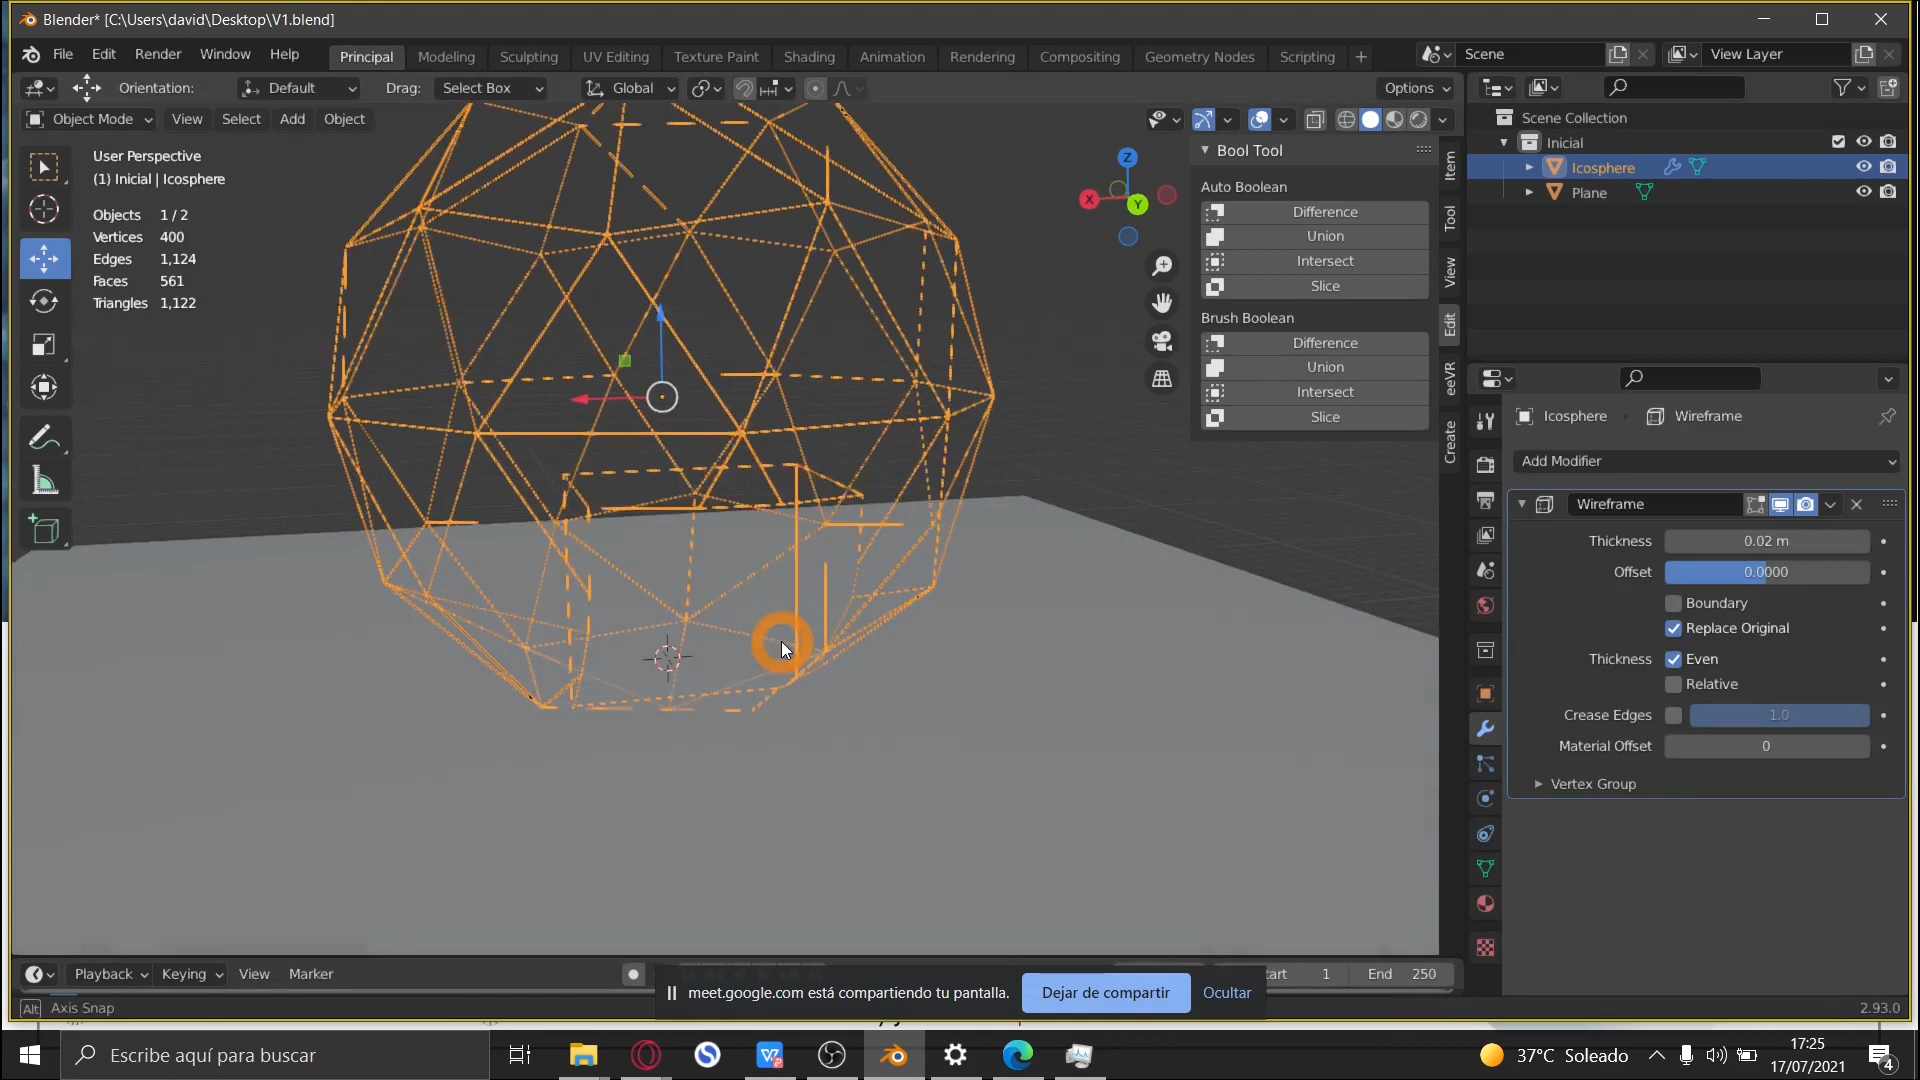 Blender* [C:\Users\david\Desktop\V1.blend]
File Edit Render Window Help
Principal Modeling Sculpting UV Editing Texture Paint Shading Animation Rendering Compositing Geometry Nodes Scripting +
Scene
View Layer
Orientation: Default Drag: Select Box Global Options
Object Mode View Select Add Object
User Perspective
(1) Inicial | Icosphere
Objects 1 / 2
Vertices 400
Edges 1,124
Faces 561
Triangles 1,122
Z
X
Y
Bool Tool
Auto Boolean
Difference
Union
Intersect
Slice
Brush Boolean
Difference
Union
Intersect
Slice
Item
Tool
View
Edit
eeVR
Create
Scene Collection
Inicial
Icosphere
Plane
Icosphere Wireframe
Add Modifier
Wireframe
Thickness 0.02 m
Offset 0.0000
Boundary
Replace Original
Thickness Even
Relative
Crease Edges 1.0
Material Offset 0
Vertex Group
Playback Keying View Marker
1 End 250
meet.google.com está compartiendo tu pantalla. Dejar de compartir Ocultar
Alt Axis Snap
2.93.0
Escribe aquí para buscar
37°C Soleado
17:25
17/07/2021
4